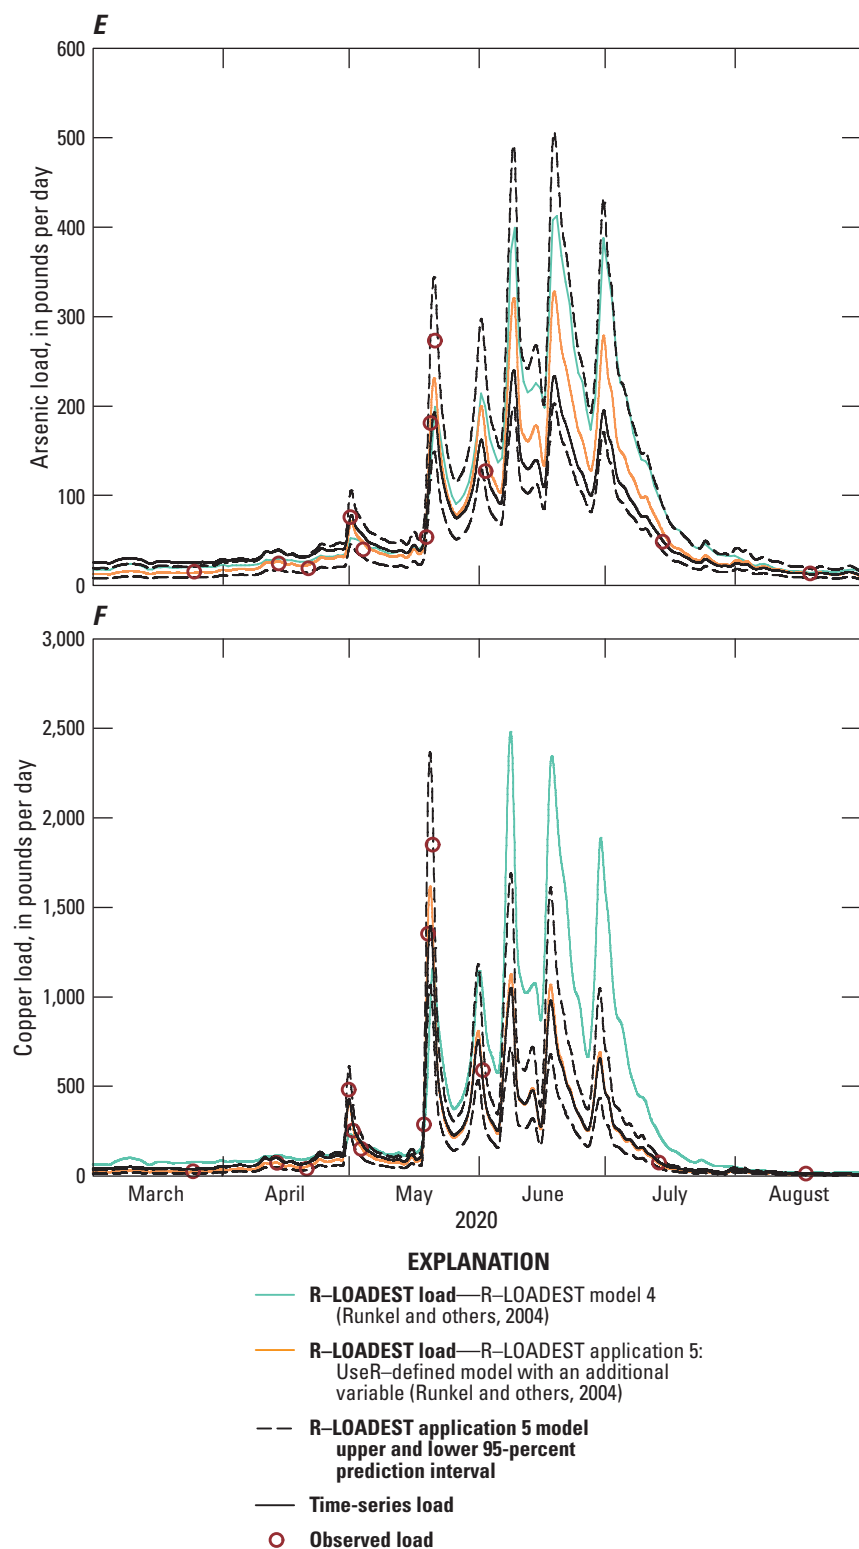 E
600
500
400
300
200
100
0
Arsenic load, in pounds per day
F
3,000
2,500
2,000
1,500
1,000
500
0
Copper load, in pounds per day
March April May June July August
2020
EXPLANATION
R–LOADEST load—R–LOADEST model 4
(Runkel and others, 2004)
R–LOADEST load—R–LOADEST application 5:
UseR–defined model with an additional
variable (Runkel and others, 2004)
R–LOADEST application 5 model
upper and lower 95-percent
prediction interval
Time-series load
Observed load